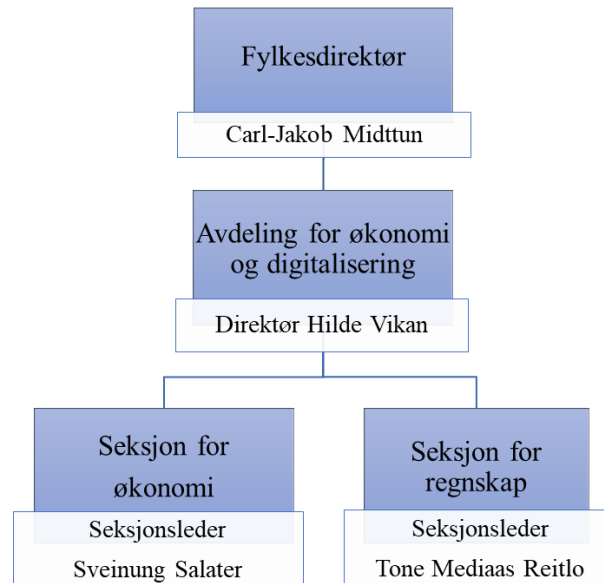 Fylkesdirektør
Carl-Jakob Midttun
Avdeling for økonomi
og digitalisering
Direktør Hilde Vikan
Seksjon for
økonomi
Seksjonsleder
Sveinung Salater
Seksjon for
regnskap
Seksjonsleder
Tone Mediaas Reitlo